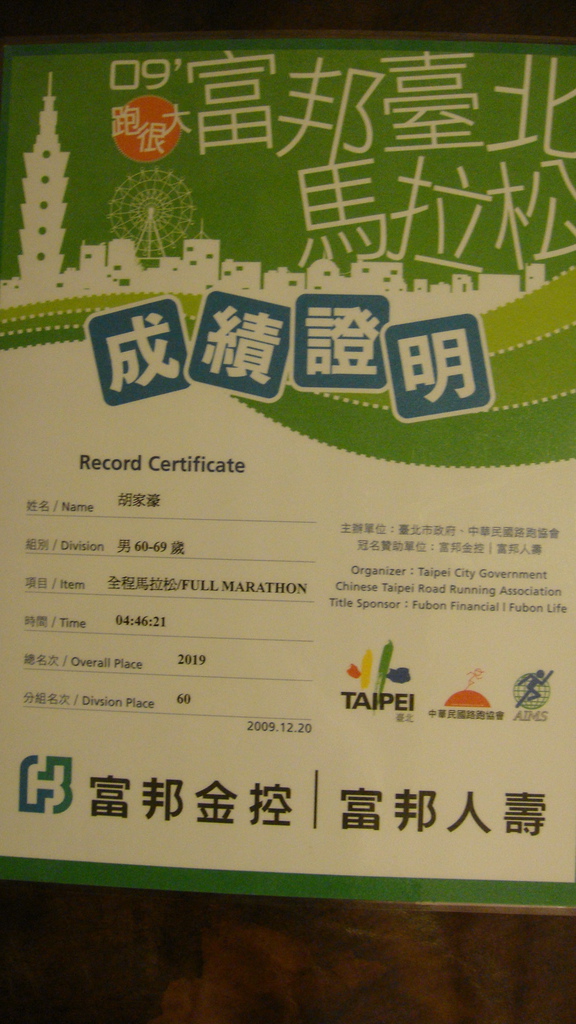 09'富邦臺北
跑很大
馬拉松
成績證明
Record Certificate
姓名 / Name 胡家濠
組別 / Division 男 60-69 歲
項目 / Item 全程馬拉松/FULL MARATHON
時間 / Time 04:46:21
總名次 / Overall Place 2019
分組名次 / Divsion Place 60
2009.12.20
主辦單位：臺北市政府、中華民國路跑協會
冠名贊助單位：富邦金控｜富邦人壽
Organizer：Taipei City Government
Chinese Taipei Road Running Association
Title Sponsor：Fubon Financial | Fubon Life
TAIPEI
臺北
中華民國路跑協會
AIMS
富邦金控｜富邦人壽